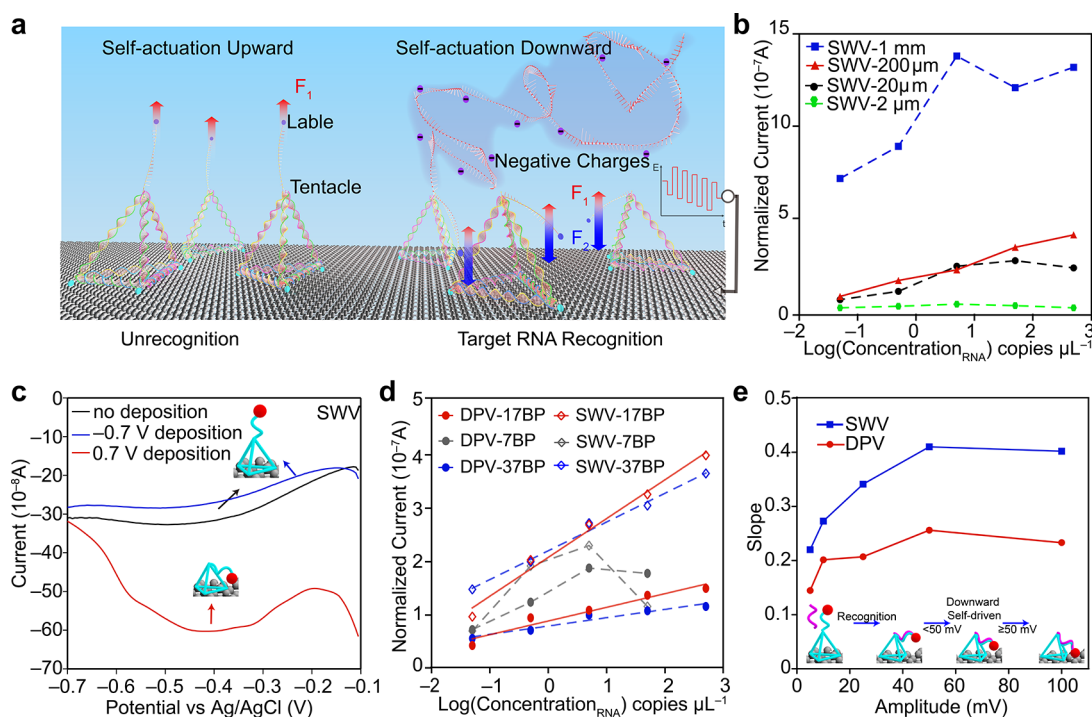 a
Self-actuation Upward
Self-actuation Downward
F1
Lable
Tentacle
Negative Charges
E
t
F1
F2
Unrecognition
Target RNA Recognition
b
SWV-1 mm
SWV-200 µm
SWV-20µm
SWV-2 µm
Normalized Current (10⁻⁷A)
15
10
5
0
−2
−1
0
1
2
3
Log(ConcentrationRNA) copies µL⁻¹
c
SWV
no deposition
−0.7 V deposition
0.7 V deposition
Current (10⁻⁸A)
0
−10
−20
−30
−40
−50
−60
−70
−0.7
−0.6
−0.5
−0.4
−0.3
−0.2
−0.1
Potential vs Ag/AgCl (V)
d
DPV-17BP
SWV-17BP
DPV-7BP
SWV-7BP
DPV-37BP
SWV-37BP
Normalized Current (10⁻⁷A)
5
4
3
2
1
0
−2
−1
0
1
2
3
Log(ConcentrationRNA) copies µL⁻¹
e
SWV
DPV
Slope
0.5
0.4
0.3
0.2
0.1
0
Recognition
Downward
Self-driven
<50 mV
≥50 mV
0
20
40
60
80
100
Amplitude (mV)